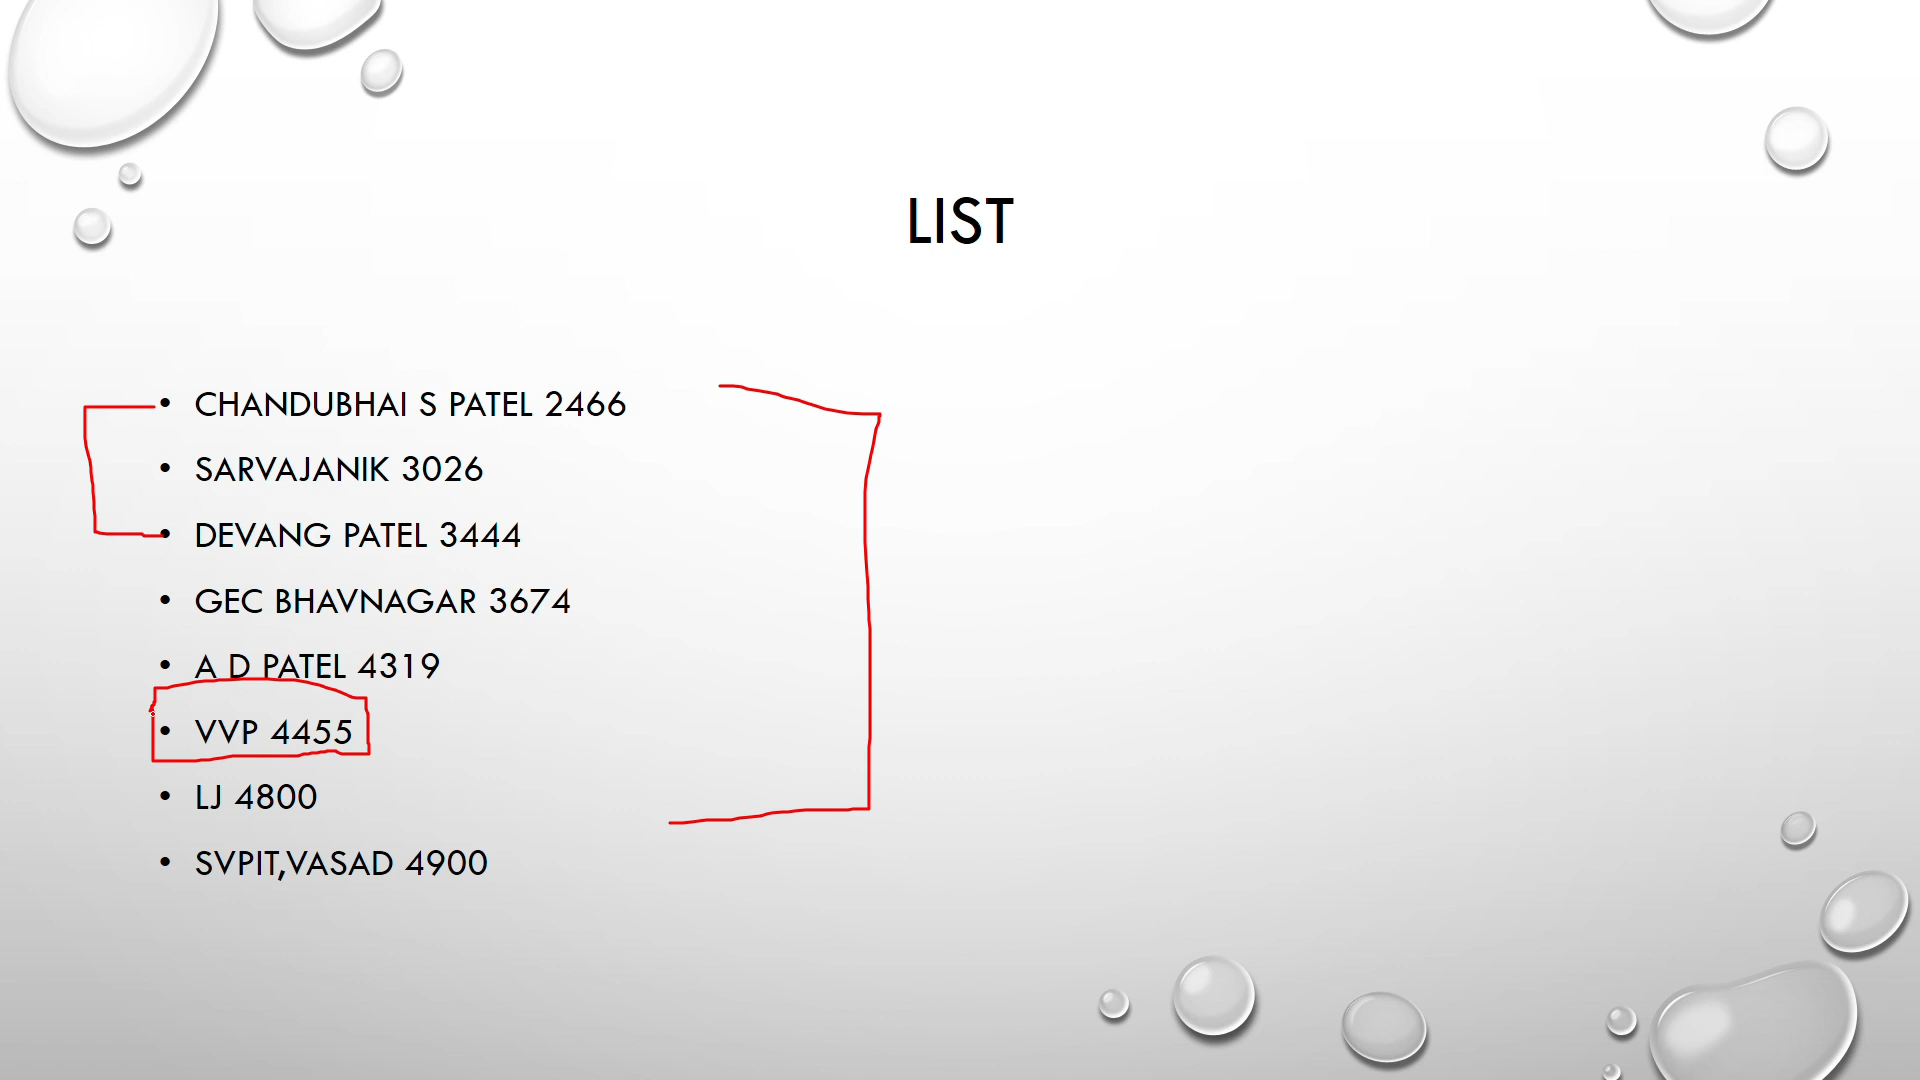 LIST
• CHANDUBHAI S PATEL 2466
• SARVAJANIK 3026
• DEVANG PATEL 3444
• GEC BHAVNAGAR 3674
• A D PATEL 4319
• VVP 4455
• LJ 4800
• SVPIT,VASAD 4900